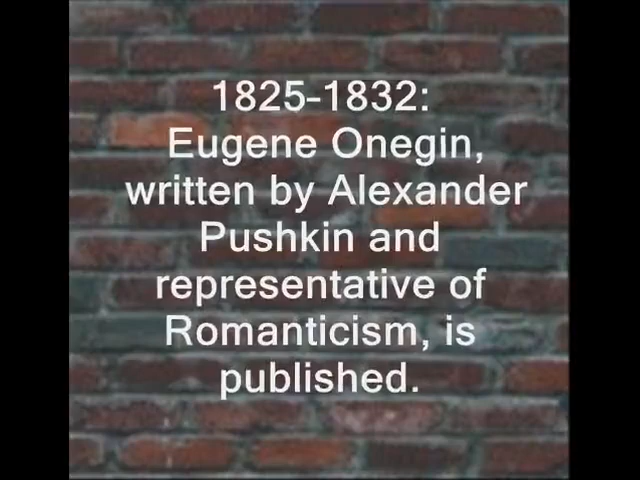 1825-1832:
Eugene Onegin,
written by Alexander
Pushkin and
representative of
Romanticism, is
published.